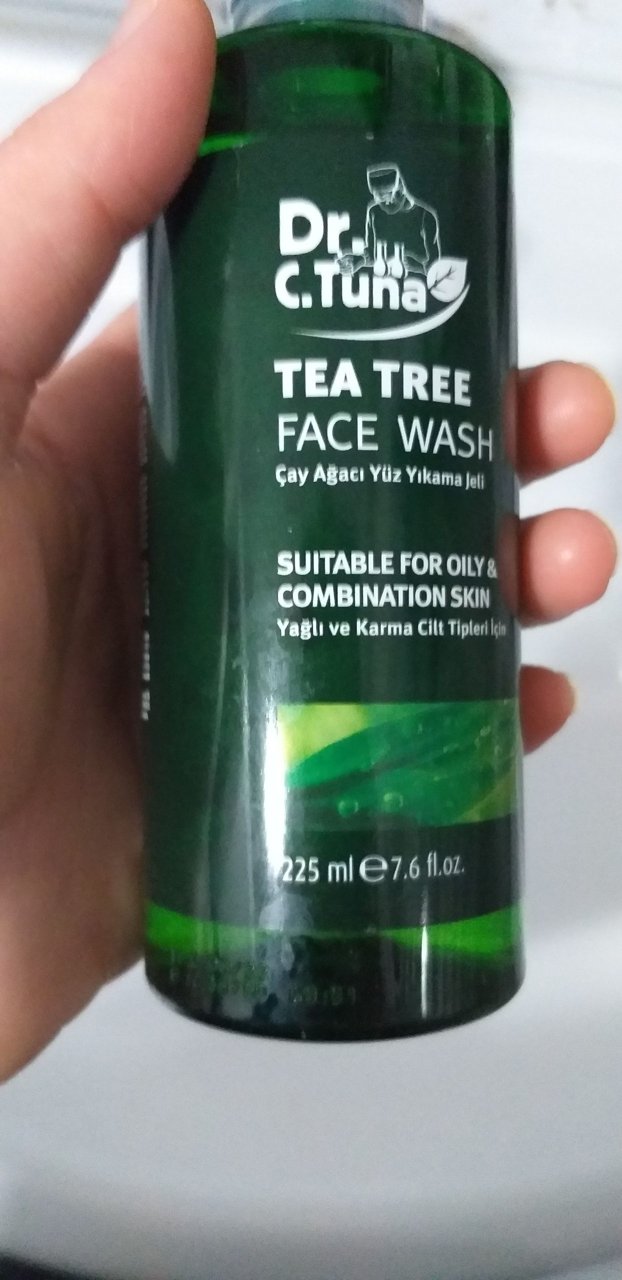 Dr.
C.Tuna
TEA TREE
FACE WASH
Çay Ağacı Yüz Yıkama Jeli
SUITABLE FOR OILY &
COMBINATION SKIN
Yağlı ve Karma Cilt Tipleri İçin
225 ml e 7.6 fl.oz.